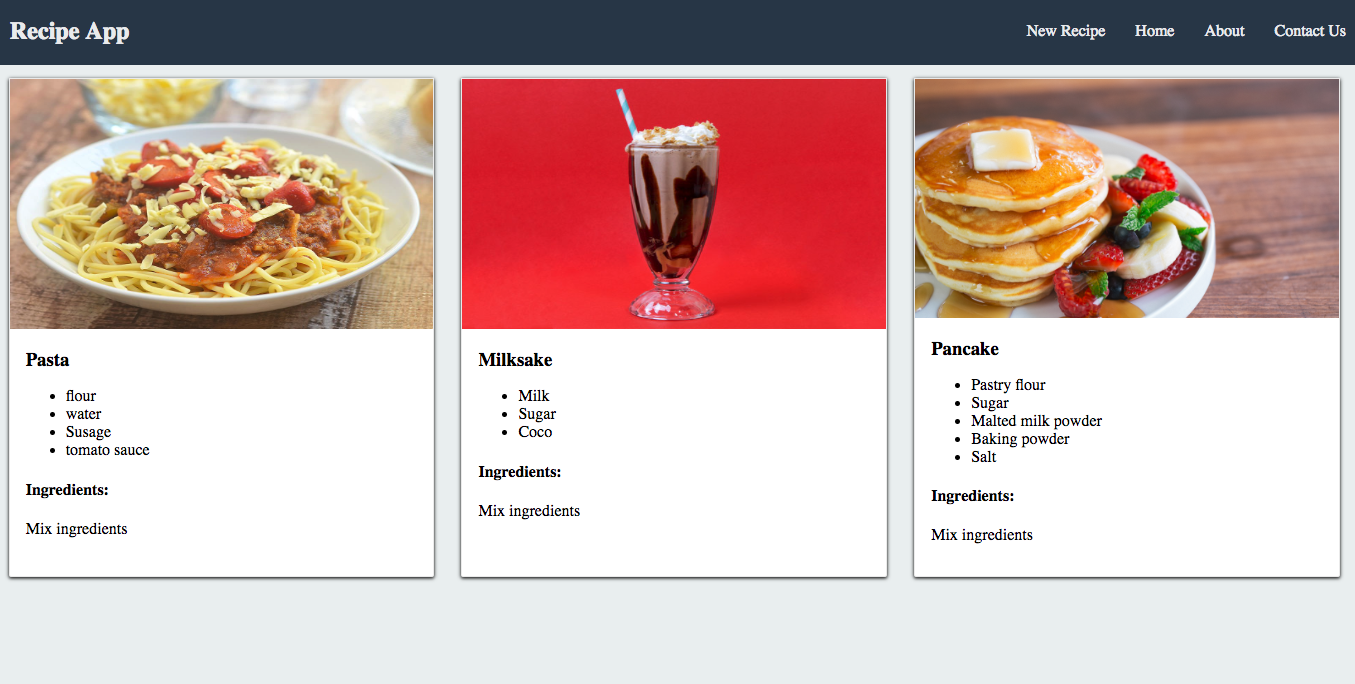 Recipe App
New Recipe Home About Contact Us
Pasta
flour
water
Susage
tomato sauce
Ingredients:
Mix ingredients
Milksake
Milk
Sugar
Coco
Ingredients:
Mix ingredients
Pancake
Pastry flour
Sugar
Malted milk powder
Baking powder
Salt
Ingredients:
Mix ingredients